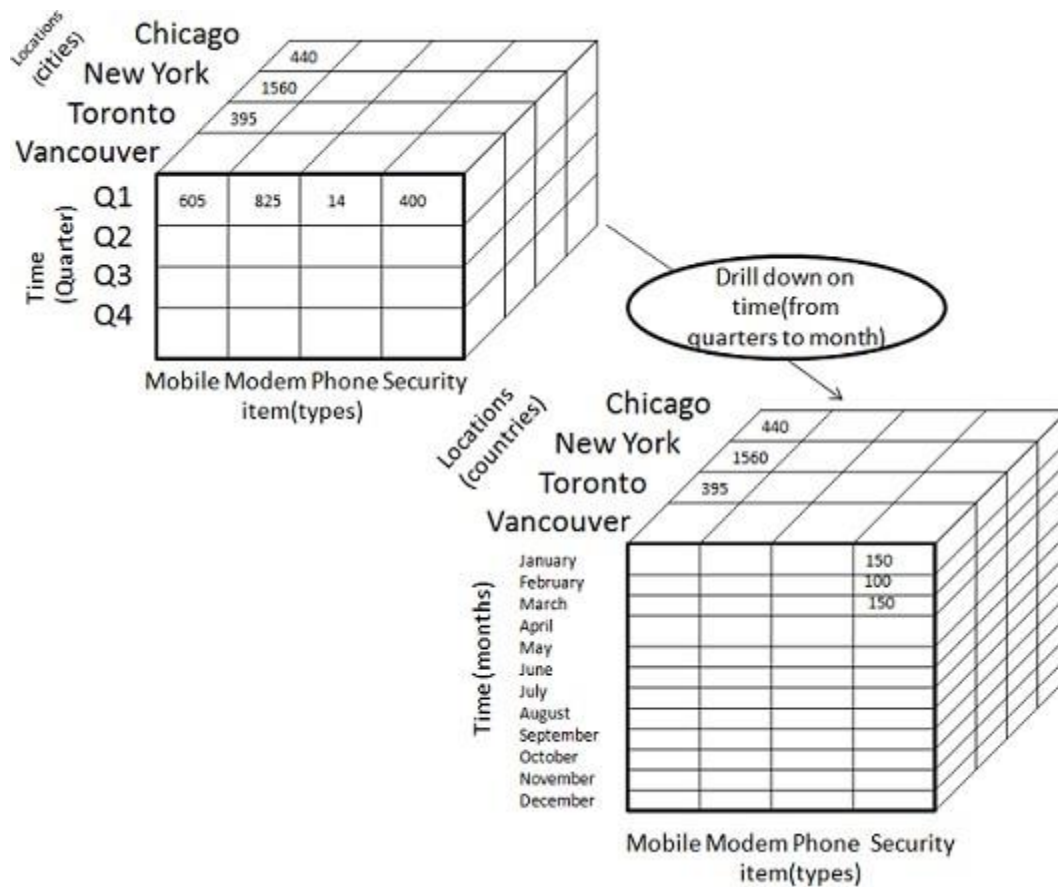 Locations
(cities)
Chicago
New York
Toronto
Vancouver
440
1560
395
Time
(Quarter)
Q1
Q2
Q3
Q4
605 825 14 400
Mobile Modem Phone Security
item(types)
Drill down on
time(from
quarters to month)
Locations
(countries)
Chicago
New York
Toronto
Vancouver
440
1560
395
Time (months)
January 150
February 100
March 150
April
May
June
July
August
September
October
November
December
Mobile Modem Phone Security
item(types)